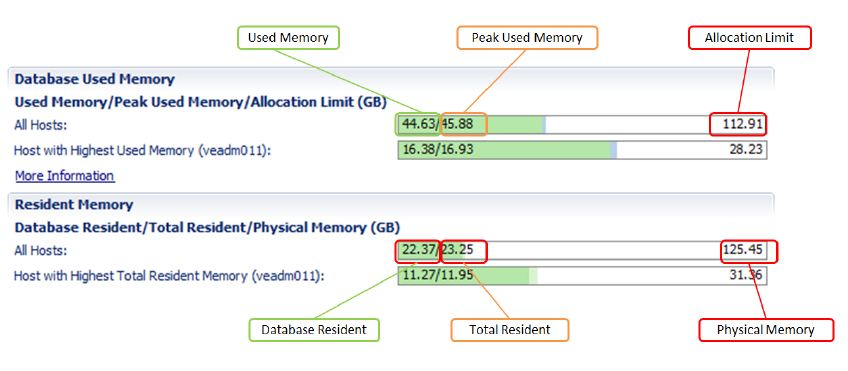 Used Memory
Peak Used Memory
Allocation Limit
Database Used Memory
Used Memory/Peak Used Memory/Allocation Limit (GB)
All Hosts: 44.63/45.88 112.91
Host with Highest Used Memory (veadm011): 16.38/16.93 28.23
More Information
Resident Memory
Database Resident/Total Resident/Physical Memory (GB)
All Hosts: 22.37/23.25 125.45
Host with Highest Total Resident Memory (veadm011): 11.27/11.95 31.36
Database Resident
Total Resident
Physical Memory